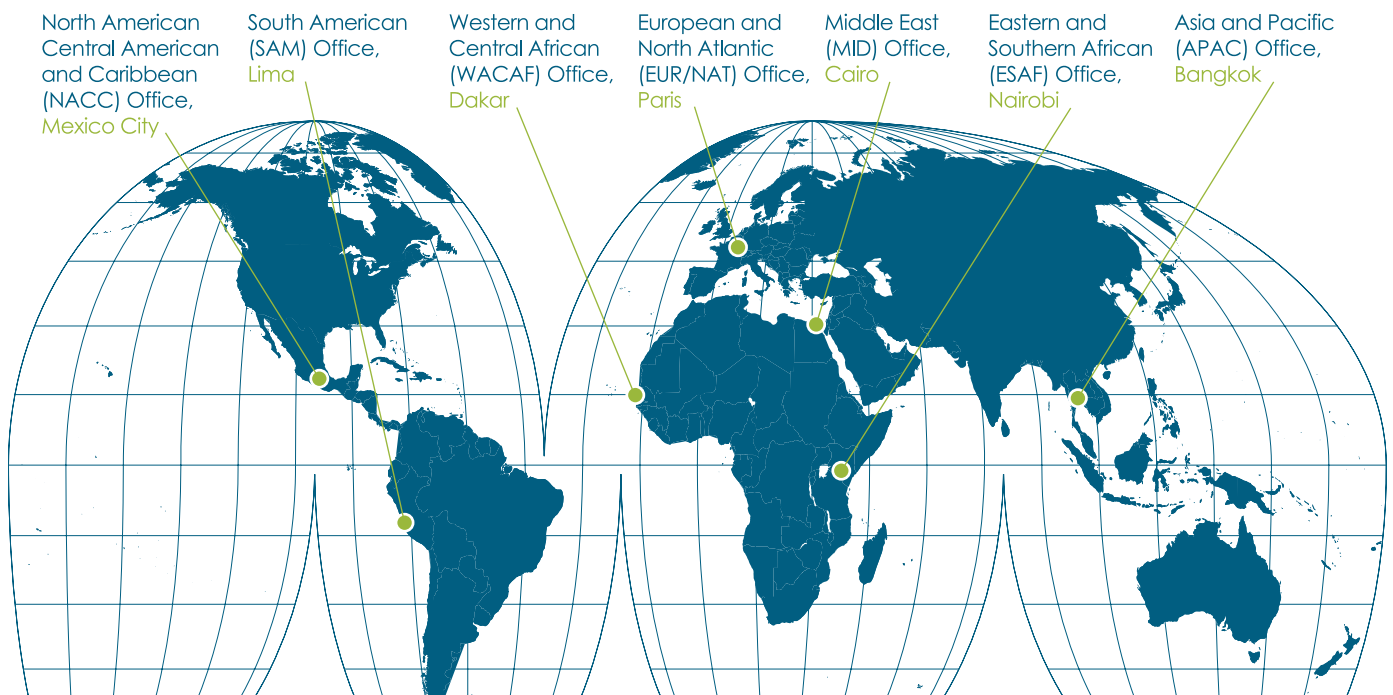 North American
Central American
and Caribbean
(NACC) Office,
Mexico City
South American
(SAM) Office,
Lima
Western and
Central African
(WACAF) Office,
Dakar
European and
North Atlantic
(EUR/NAT) Office,
Paris
Middle East
(MID) Office,
Cairo
Eastern and
Southern African
(ESAF) Office,
Nairobi
Asia and Pacific
(APAC) Office,
Bangkok